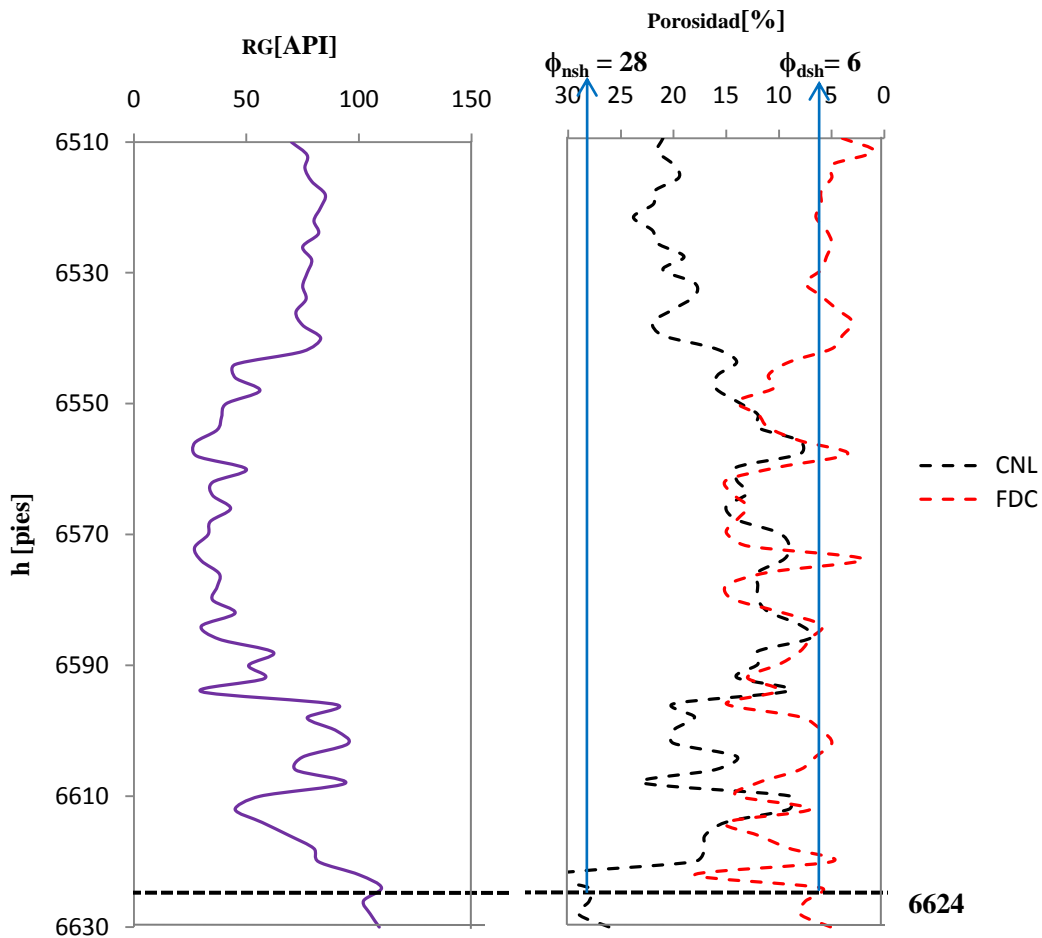 Porosidad[%]
RG[API]
ϕnsh = 28
ϕdsh= 6
0 50 100 150
30 25 20 15 10 5 0
6510
6530
6550
6570
6590
6610
6630
h [pies]
CNL
FDC
6624